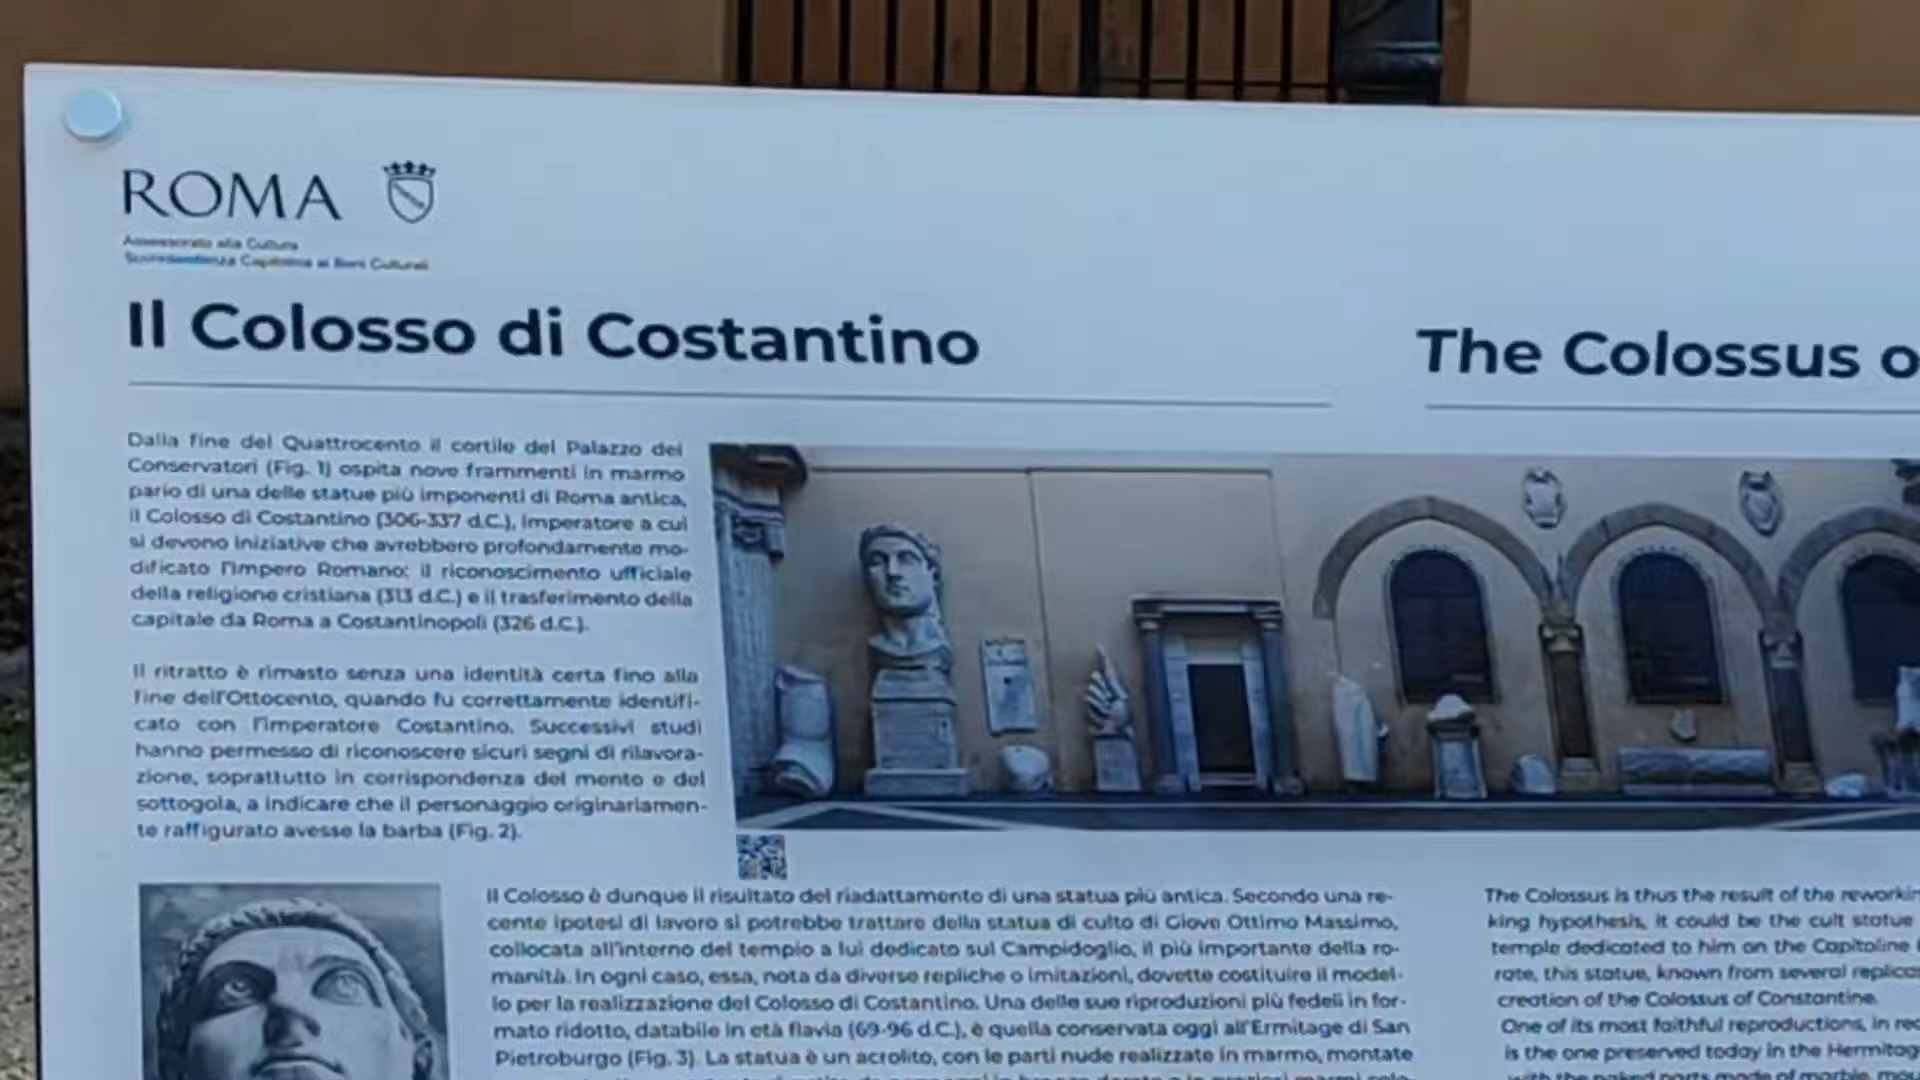 ROMA
Assessorato alla Cultura
Sovrintendenza Capitolina ai Beni Culturali
Il Colosso di Costantino
Dalla fine del Quattrocento il cortile del Palazzo dei
Conservatori (Fig. 1) ospita nove frammenti in marmo
pario di una delle statue più imponenti di Roma antica,
il Colosso di Costantino (306-337 d.C.), imperatore a cui
si devono iniziative che avrebbero profondamente mo-
dificato l'Impero Romano: il riconoscimento ufficiale
della religione cristiana (313 d.C.) e il trasferimento della
capitale da Roma a Costantinopoli (326 d.C.).
Il ritratto è rimasto senza una identità certa fino alla
fine dell'Ottocento, quando fu correttamente identifi-
cato con l'imperatore Costantino. Successivi studi
hanno permesso di riconoscere sicuri segni di rilavora-
zione, soprattutto in corrispondenza del mento e del
sottogola, a indicare che il personaggio originariamen-
te raffigurato avesse la barba (Fig. 2).
Il Colosso è dunque il risultato del riadattamento di una statua più antica. Secondo una re-
cente ipotesi di lavoro si potrebbe trattare della statua di culto di Giove Ottimo Massimo,
collocata all'interno del tempio a lui dedicato sul Campidoglio, il più importante della ro-
manità. In ogni caso, essa, nota da diverse repliche o imitazioni, dovette costituire il model-
lo per la realizzazione del Colosso di Costantino. Una delle sue riproduzioni più fedeli in for-
mato ridotto, databile in età flavia (69-96 d.C.), è quella conservata oggi all'Ermitage di San
Pietroburgo (Fig. 3). La statua è un acrolito, con le parti nude realizzate in marmo, montate
The Colossus o
The Colossus is thus the result of the reworkin
king hypothesis, it could be the cult statue
temple dedicated to him on the Capitoline
rate, this statue, known from several replicas
creation of the Colossus of Constantine.
One of its most faithful reproductions, in red
is the one preserved today in the Hermitag
with the naked parts made of marble, mou